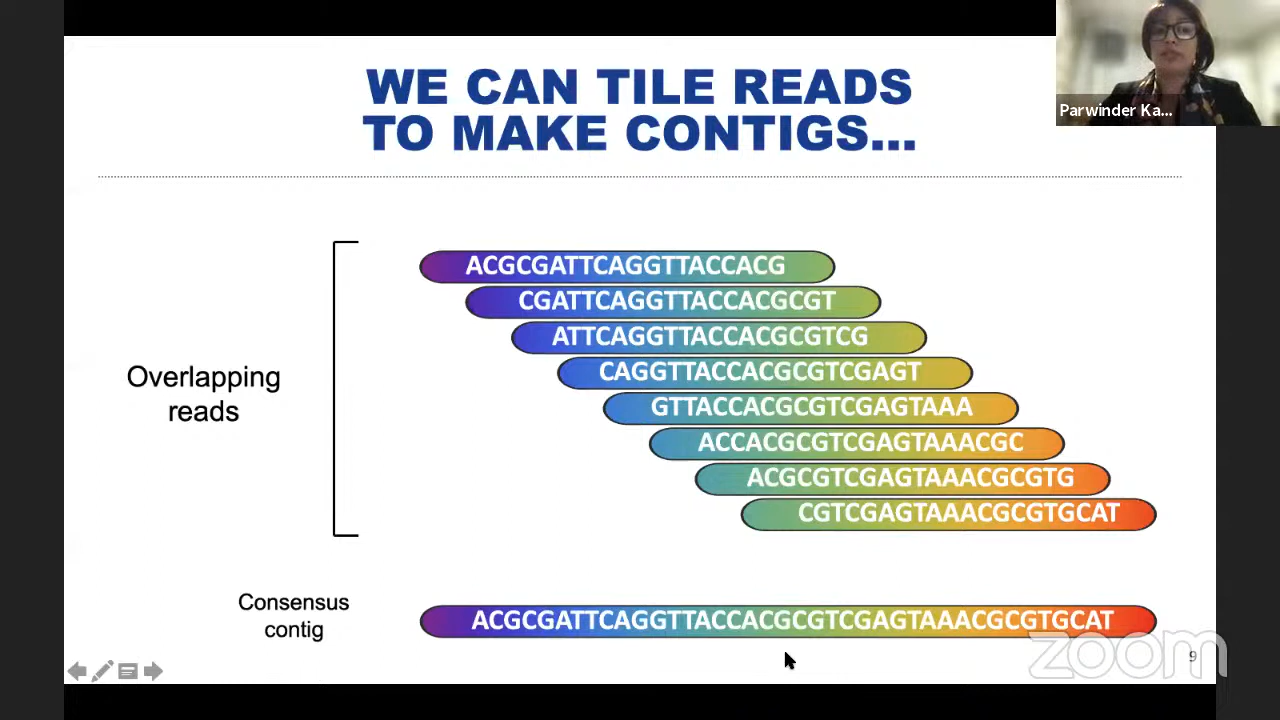 Parwinder Ka...
WE CAN TILE READS
TO MAKE CONTIGS...
ACGCGATTCAGGTTACCACG
CGATTCAGGTTACCACGCGT
ATTCAGGTTACCACGCGTCG
CAGGTTACCACGCGTCGAGT
GTTACCACGCGTCGAGTAAA
ACCACGCGTCGAGTAAACGC
ACGCGTCGAGTAAACGCGTG
CGTCGAGTAAACGCGTGCAT
Overlapping
reads
Consensus
contig
ACGCGATTCAGGTTACCACGCGTCGAGTAAACGCGTGCAT
zoom
9